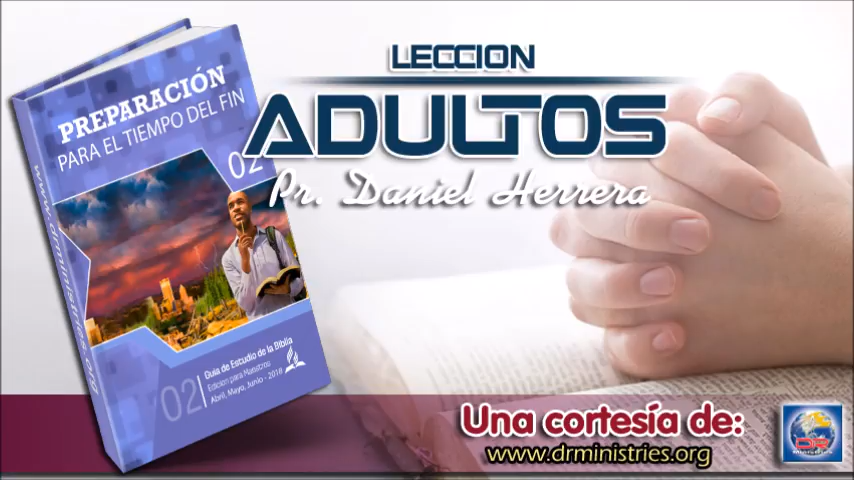 LECCION
ADULTOS
Pr. Daniel Herrera
PREPARACIÓN
PARA EL TIEMPO DEL FIN
02
www.drministries.org
02
Guía de Estudio de la Biblia
Edición para Maestros
Abril, Mayo, Junio - 2018
Una cortesía de:
www.drministries.org
DR
Ministries